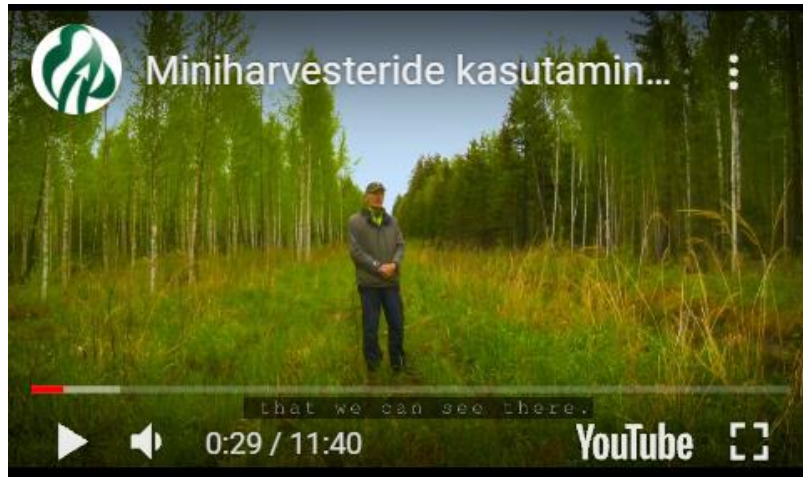 Miniharvesteride kasutamin...
that we can see there.
0:29 / 11:40
YouTube